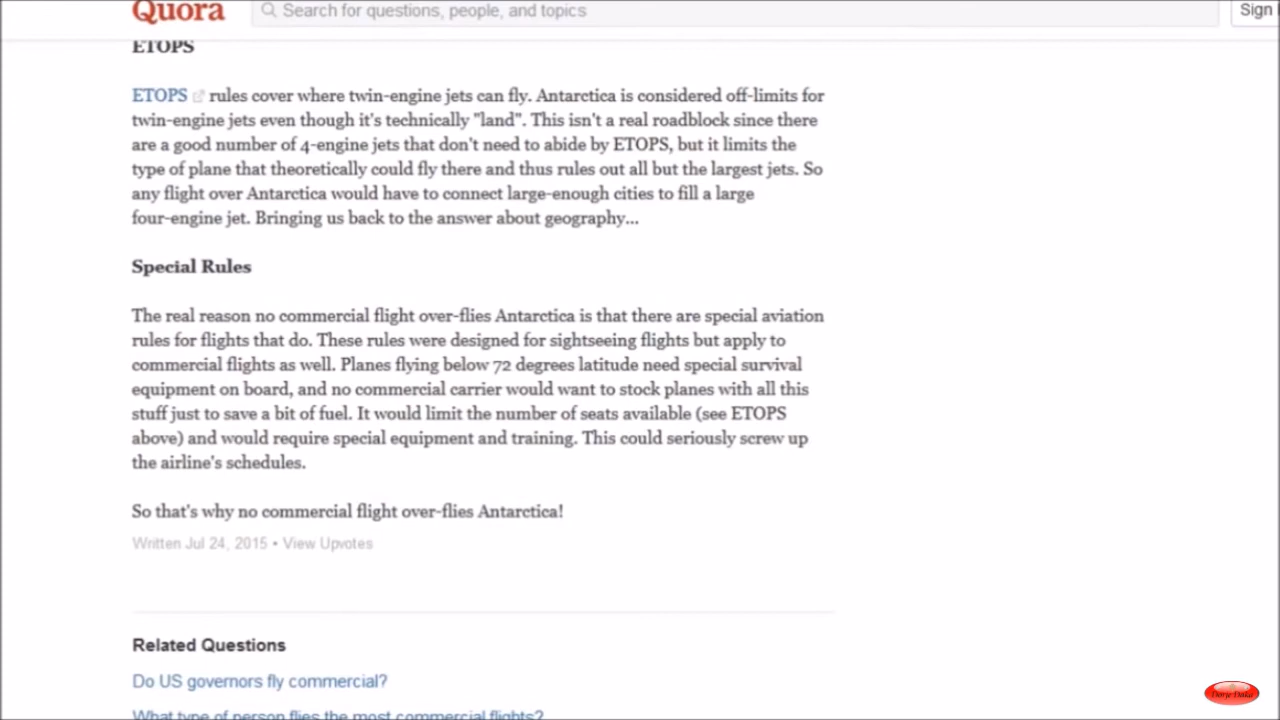 Quora
Search for questions, people, and topics
Sign
ETOPS
ETOPS rules cover where twin-engine jets can fly. Antarctica is considered off-limits for
twin-engine jets even though it's technically "land". This isn't a real roadblock since there
are a good number of 4-engine jets that don't need to abide by ETOPS, but it limits the
type of plane that theoretically could fly there and thus rules out all but the largest jets. So
any flight over Antarctica would have to connect large-enough cities to fill a large
four-engine jet. Bringing us back to the answer about geography...
Special Rules
The real reason no commercial flight over-flies Antarctica is that there are special aviation
rules for flights that do. These rules were designed for sightseeing flights but apply to
commercial flights as well. Planes flying below 72 degrees latitude need special survival
equipment on board, and no commercial carrier would want to stock planes with all this
stuff just to save a bit of fuel. It would limit the number of seats available (see ETOPS
above) and would require special equipment and training. This could seriously screw up
the airline's schedules.
So that's why no commercial flight over-flies Antarctica!
Written Jul 24, 2015 • View Upvotes
Related Questions
Do US governors fly commercial?
What type of person flies the most commercial flights?